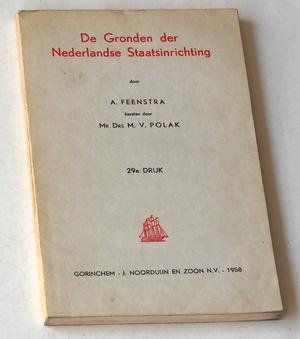 De Gronden der
Nederlandse Staatsinrichting
door
A. FEENSTRA
herzien door
MR DRS M. V. POLAK
29e DRUK
GORINCHEM - J. NOORDUIJN EN ZOON N.V. - 1958